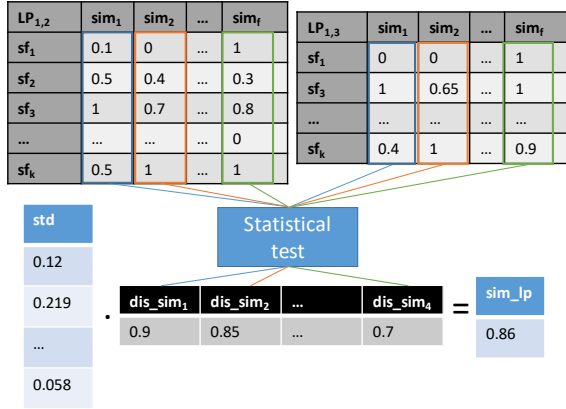 LP1,2 sim1 sim2 ... simf
sf1 0.1 0 ... 1
sf2 0.5 0.4 ... 0.3
sf3 1 0.7 ... 0.8
... ... ... ... 0
sfk 0.5 1 ... 1
LP1,3 sim1 sim2 ... simf
sf1 0 0 ... 1
sf3 1 0.65 ... 1
... ... ... ...
sfk 0.4 1 ... 0.9
Statistical
test
std
0.12
0.219
...
0.058
.
dis_sim1 dis_sim2 ... dis_sim4
0.9 0.85 ... 0.7
=
sim_lp
0.86